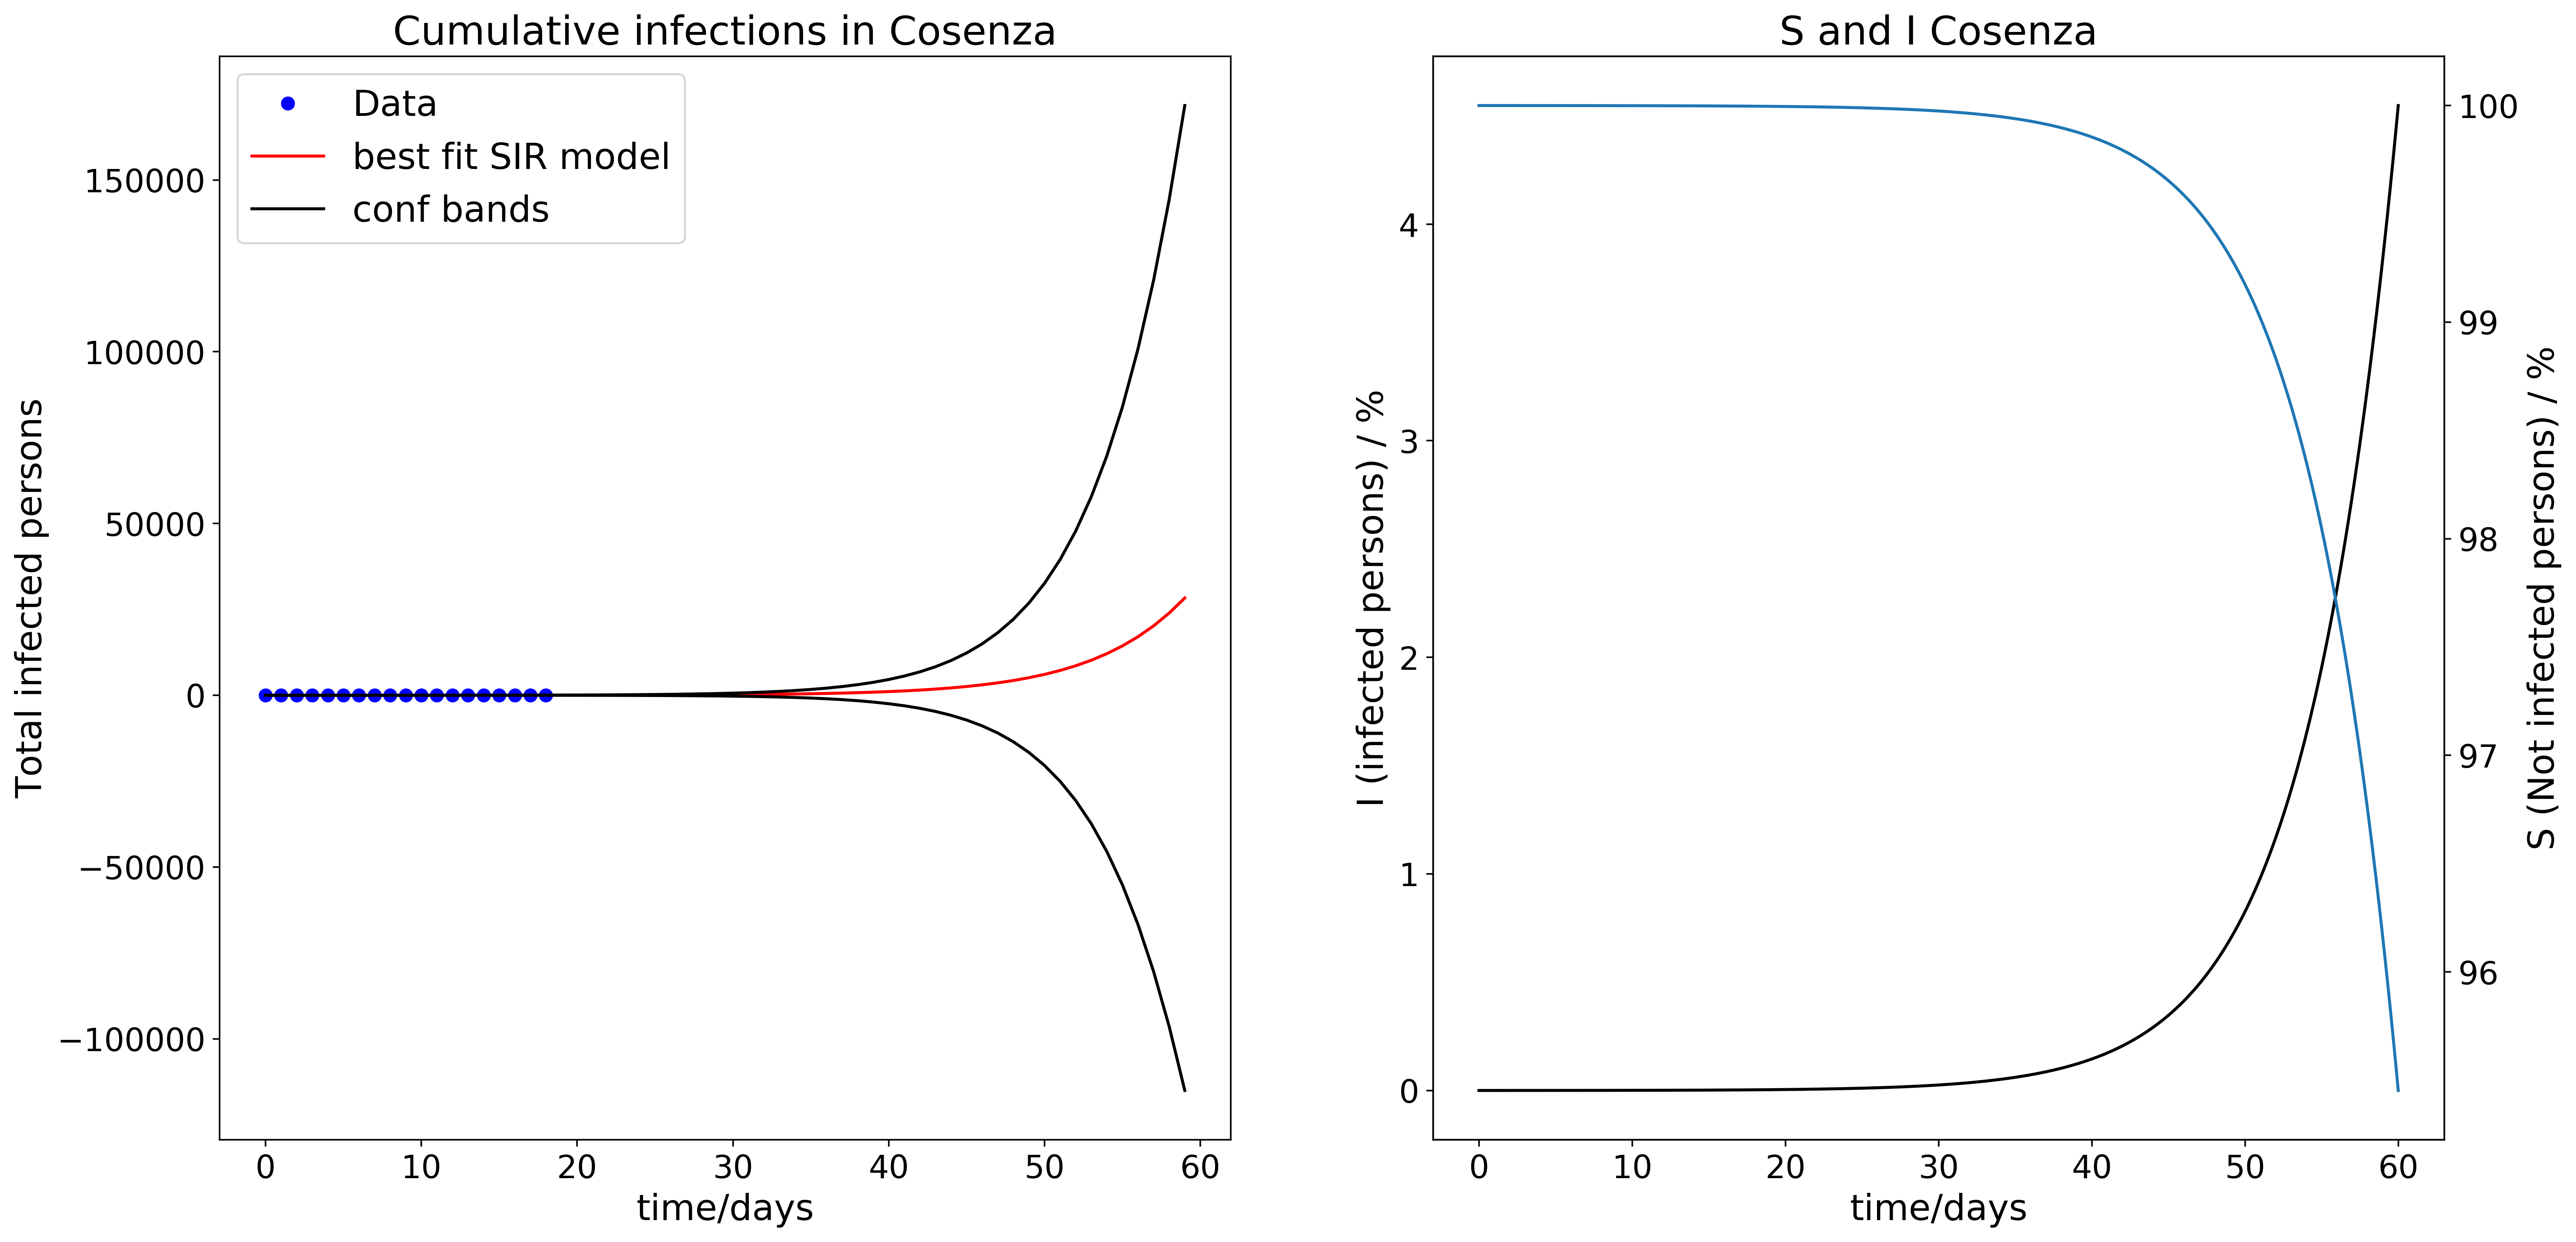 Cumulative infections in Cosenza
Data
best fit SIR model
conf bands
Total infected persons
150000
100000
50000
0
−50000
−100000
0 10 20 30 40 50 60
time/days
S and I Cosenza
I (infected persons) / %
4
3
2
1
0
100
99
98
97
96
S (Not infected persons) / %
0 10 20 30 40 50 60
time/days